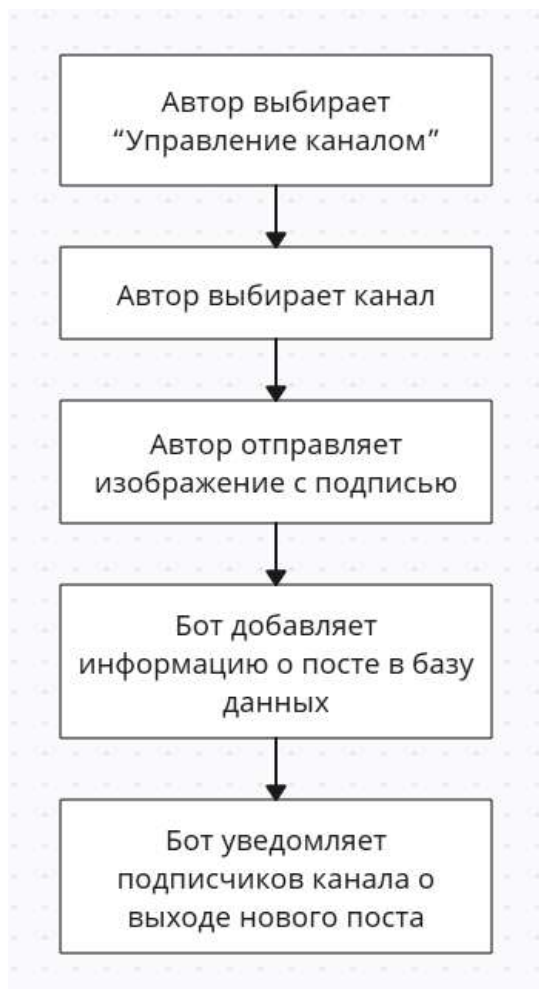 Автор выбирает
“Управление каналом”
Автор выбирает канал
Автор отправляет
изображение с подписью
Бот добавляет
информацию о посте в базу
данных
Бот уведомляет
подписчиков канала о
выходе нового поста